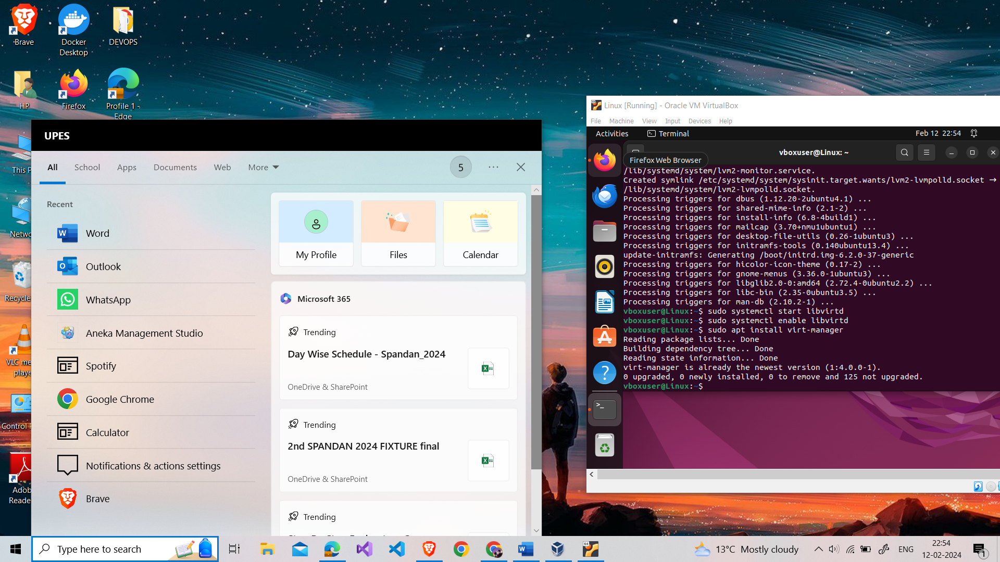 Brave
Docker
Desktop
DEVOPS
HP
Firefox
Profile 1 -
Edge
This P
Netwo
Recycle
VLC me
playe
Control P
Adob
Reade
UPES
All
School
Apps
Documents
Web
More
5
Recent
Word
Outlook
WhatsApp
Aneka Management Studio
Spotify
Google Chrome
Calculator
Notifications & actions settings
Brave
My Profile
Files
Calendar
Microsoft 365
Trending
Day Wise Schedule - Spandan_2024
OneDrive & SharePoint
Trending
2nd SPANDAN 2024 FIXTURE final
OneDrive & SharePoint
Trending
Linux [Running] - Oracle VM VirtualBox
File Machine View Input Devices Help
Activities
Terminal
Feb 12 22:54
vboxuser@Linux: ~
Firefox Web Browser
/lib/systemd/system/lvm2-monitor.service.
Created symlink /etc/systemd/system/sysinit.target.wants/lvm2-lvmpolld.socket →
/lib/systemd/system/lvm2-lvmpolld.socket.
Processing triggers for dbus (1.12.20-2ubuntu4.1) ...
Processing triggers for shared-mime-info (2.1-2) ...
Processing triggers for install-info (6.8-4build1) ...
Processing triggers for mailcap (3.70+nmu1ubuntu1) ...
Processing triggers for desktop-file-utils (0.26-1ubuntu3) ...
Processing triggers for initramfs-tools (0.140ubuntu13.4) ...
update-initramfs: Generating /boot/initrd.img-6.2.0-37-generic
Processing triggers for hicolor-icon-theme (0.17-2) ...
Processing triggers for gnome-menus (3.36.0-1ubuntu3) ...
Processing triggers for libglib2.0-0:amd64 (2.72.4-0ubuntu2.2) ...
Processing triggers for libc-bin (2.35-0ubuntu3.5) ...
Processing triggers for man-db (2.10.2-1) ...
vboxuser@Linux:~$ sudo systemctl start libvirtd
vboxuser@Linux:~$ sudo systemctl enable libvirtd
vboxuser@Linux:~$ sudo apt install virt-manager
Reading package lists... Done
Building dependency tree... Done
Reading state information... Done
virt-manager is already the newest version (1:4.0.0-1).
0 upgraded, 0 newly installed, 0 to remove and 125 not upgraded.
vboxuser@Linux:~$
Type here to search
13°C Mostly cloudy
ENG
22:54
12-02-2024
1